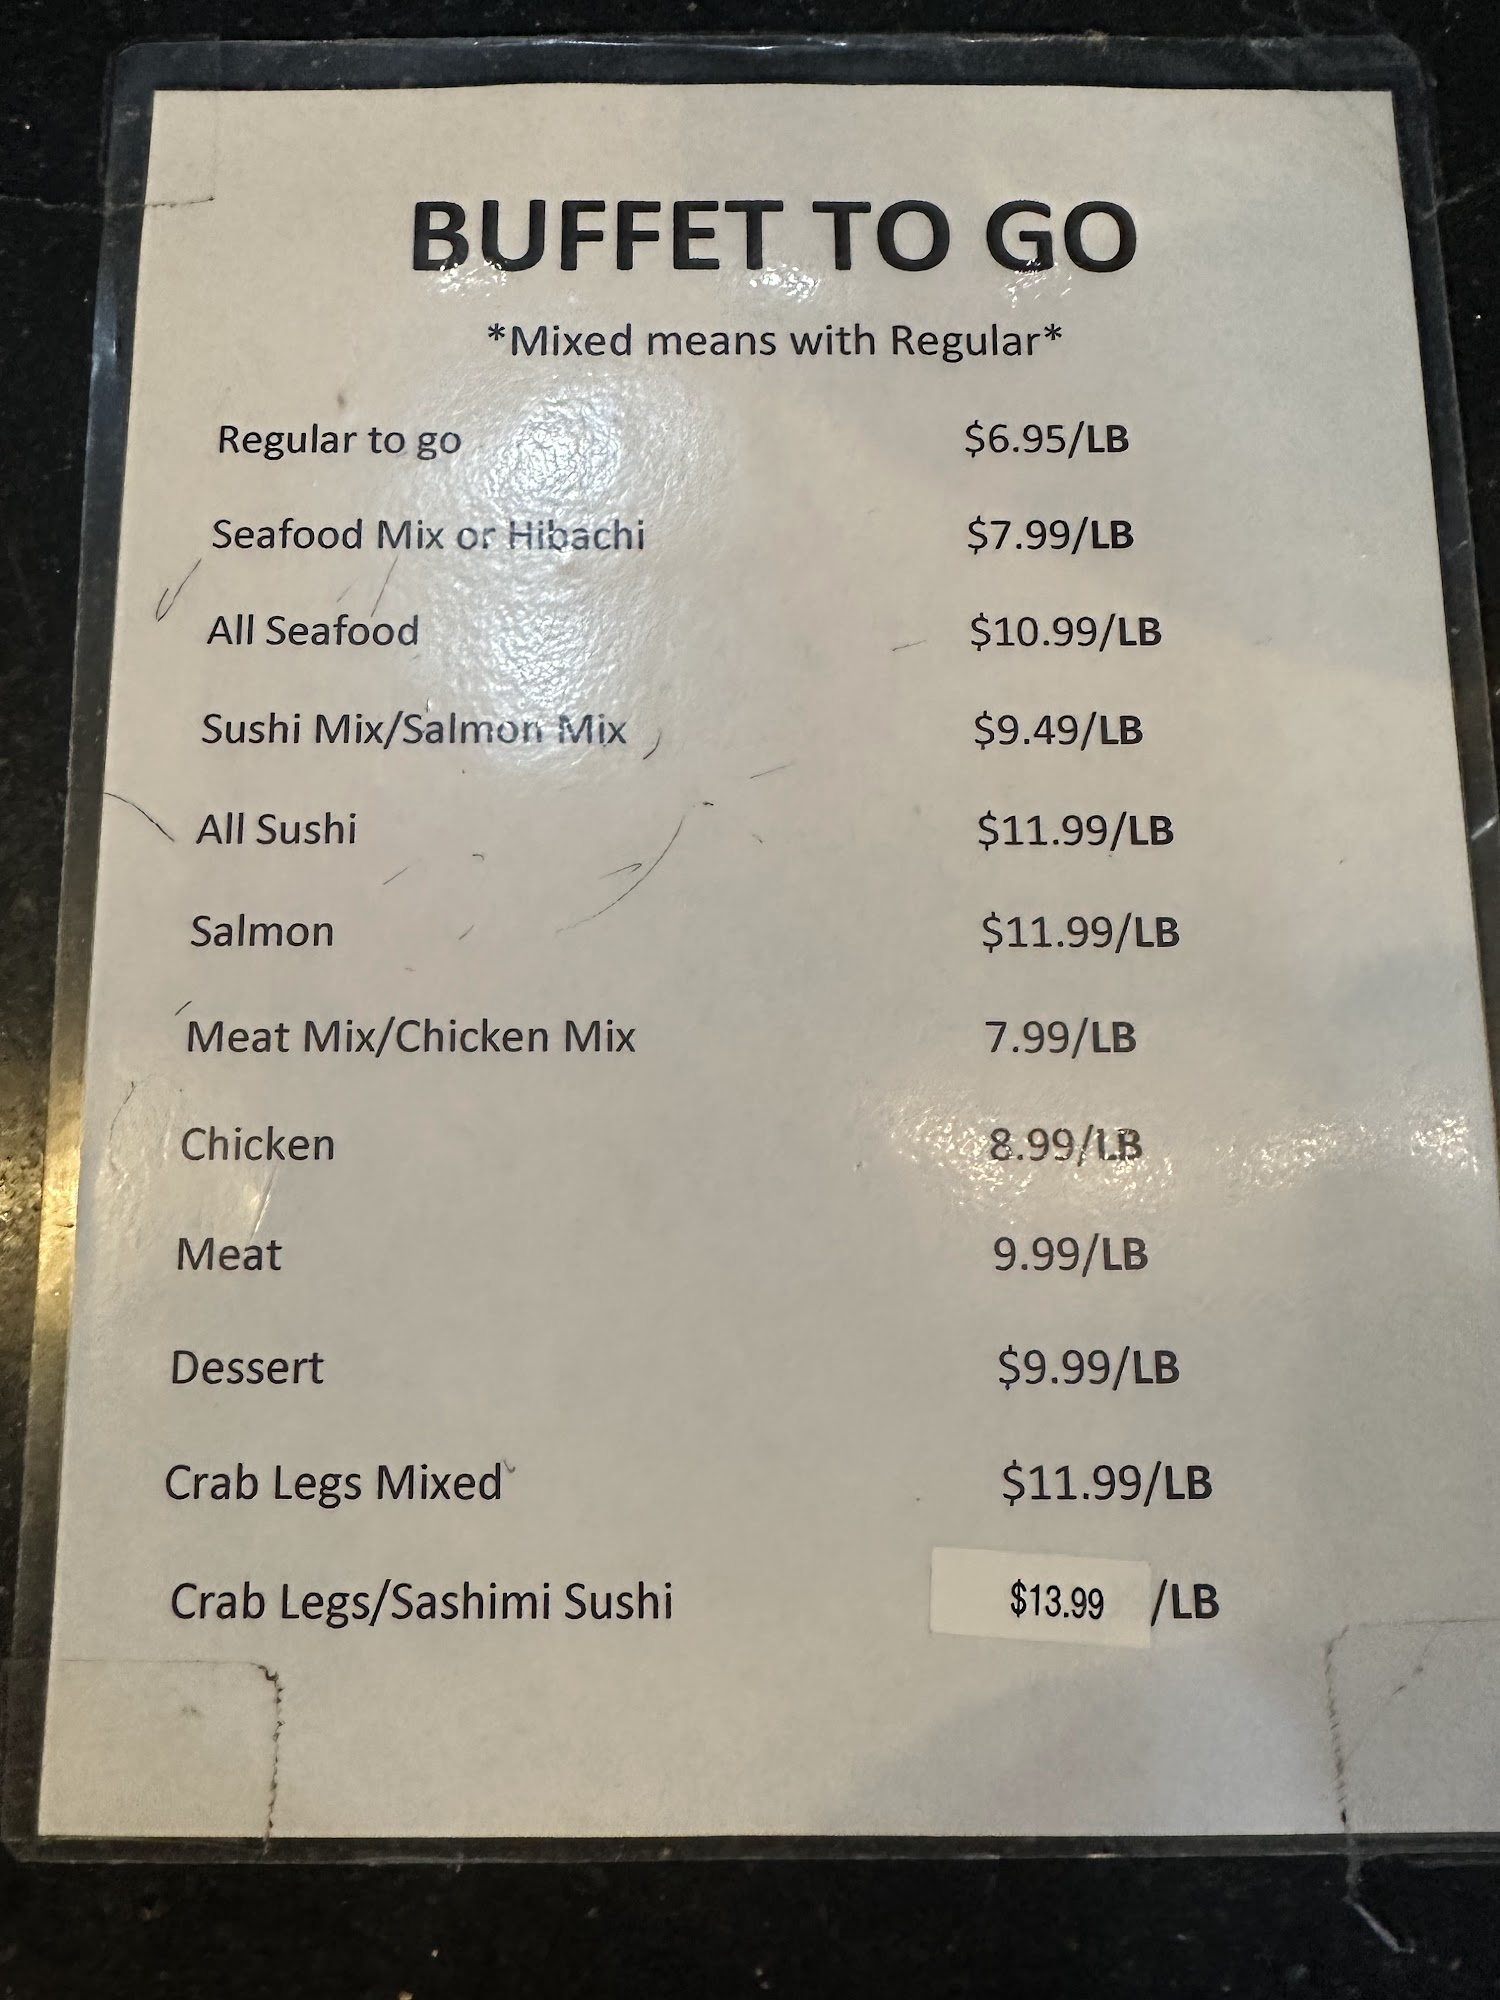 BUFFET TO GO
*Mixed means with Regular*
Regular to go $6.95/LB
Seafood Mix or Hibachi $7.99/LB
All Seafood $10.99/LB
Sushi Mix/Salmon Mix $9.49/LB
All Sushi $11.99/LB
Salmon $11.99/LB
Meat Mix/Chicken Mix 7.99/LB
Chicken 8.99/LB
Meat 9.99/LB
Dessert $9.99/LB
Crab Legs Mixed $11.99/LB
Crab Legs/Sashimi Sushi $13.99 /LB